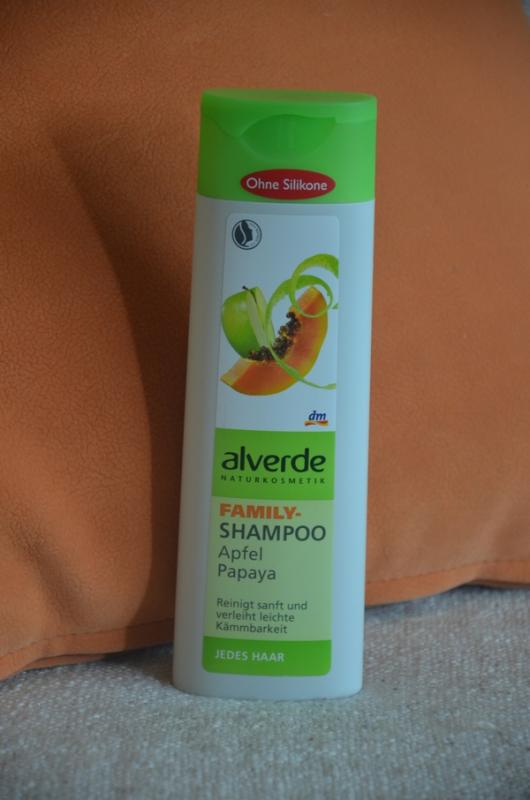 Ohne Silikone
dm
alverde
NATURKOSMETIK
FAMILY-
SHAMPOO
Apfel
Papaya
Reinigt sanft und
verleiht leichte
Kämmbarkeit
JEDES HAAR